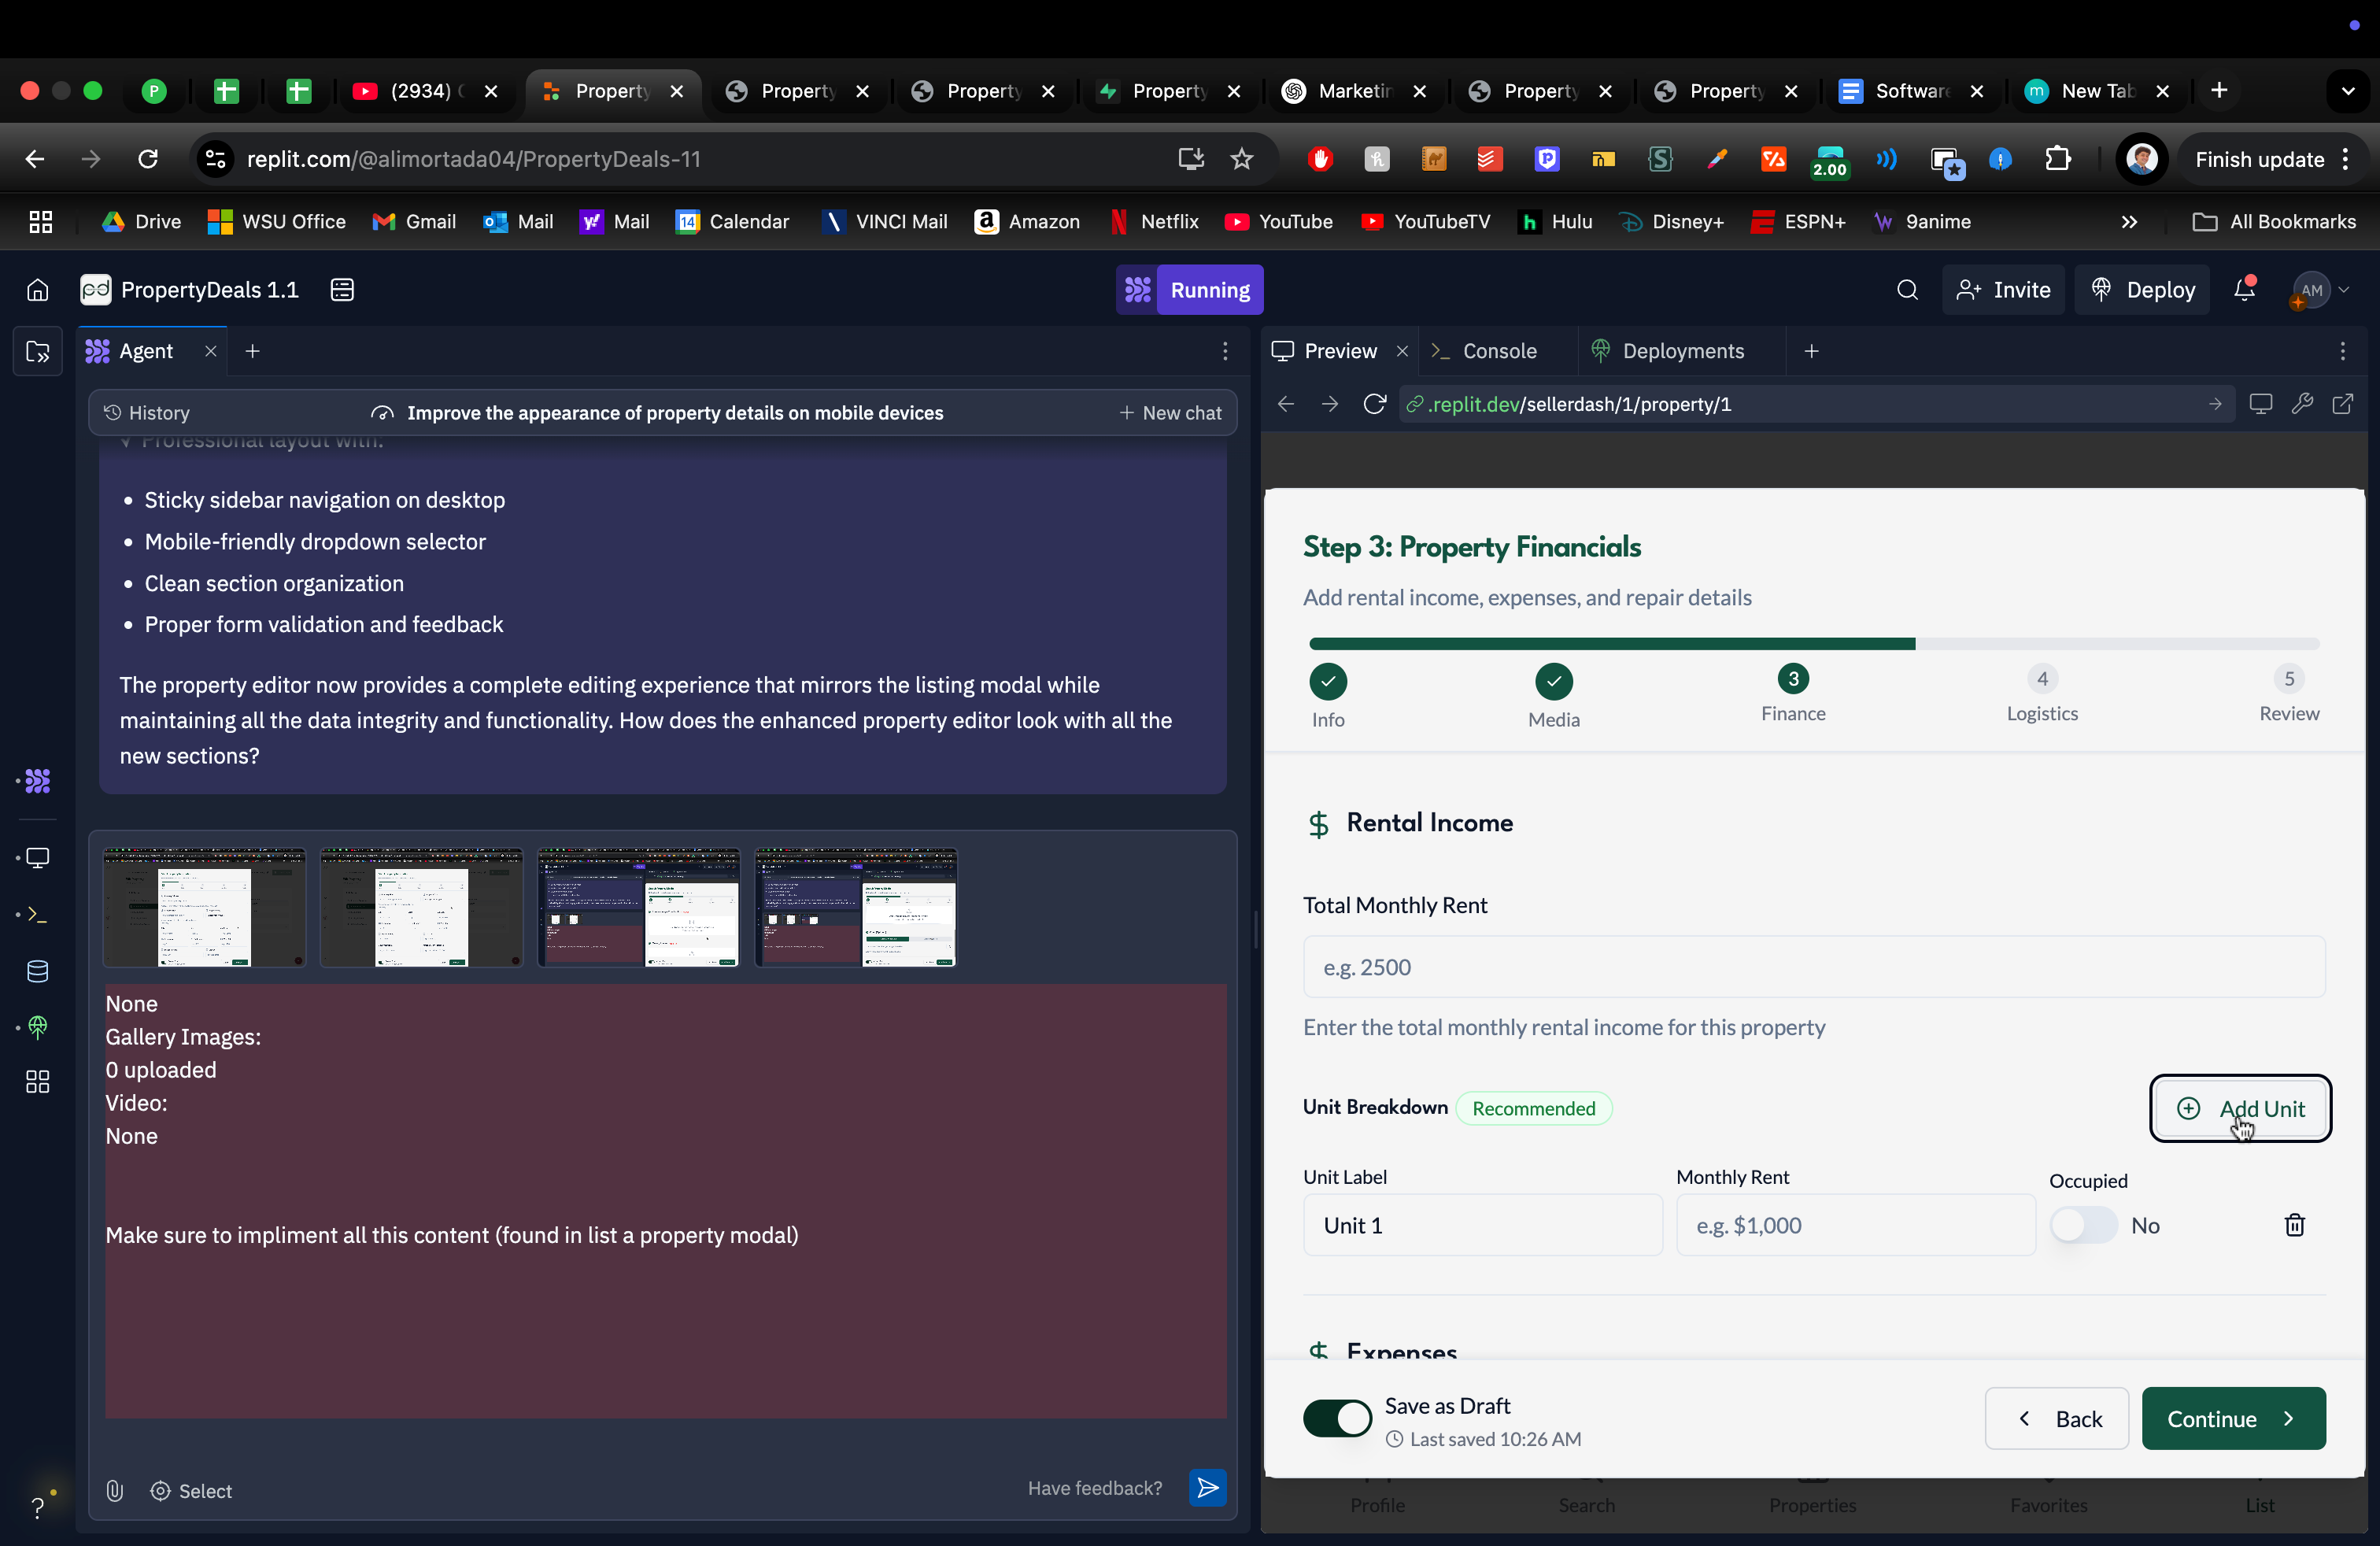 (2934)
Property
Property
Property
Property
Marketin
Property
Property
Software
New Tab
replit.com/@alimortada04/PropertyDeals-11
2.00
Finish update
Drive
WSU Office
Gmail
Mail
Mail
14
Calendar
VINCI Mail
Amazon
Netflix
YouTube
YouTubeTV
Hulu
Disney+
ESPN+
9anime
All Bookmarks
pd
PropertyDeals 1.1
Running
Invite
Deploy
AM
Agent
Preview
Console
Deployments
History
Improve the appearance of property details on mobile devices
New chat
.replit.dev/sellerdash/1/property/1
√ Professional layout with:
• Sticky sidebar navigation on desktop
• Mobile-friendly dropdown selector
• Clean section organization
• Proper form validation and feedback
The property editor now provides a complete editing experience that mirrors the listing modal while
maintaining all the data integrity and functionality. How does the enhanced property editor look with all the
new sections?
None
Gallery Images:
0 uploaded
Video:
None
Make sure to impliment all this content (found in list a property modal)
Select
Have feedback?
Step 3: Property Financials
Add rental income, expenses, and repair details
3
4
5
Info
Media
Finance
Logistics
Review
$ Rental Income
Total Monthly Rent
e.g. 2500
Enter the total monthly rental income for this property
Unit Breakdown
Recommended
Add Unit
Unit Label
Monthly Rent
Occupied
Unit 1
e.g. $1,000
No
$ Expenses
Save as Draft
Last saved 10:26 AM
Back
Continue
Profile
Search
Properties
Favorites
List